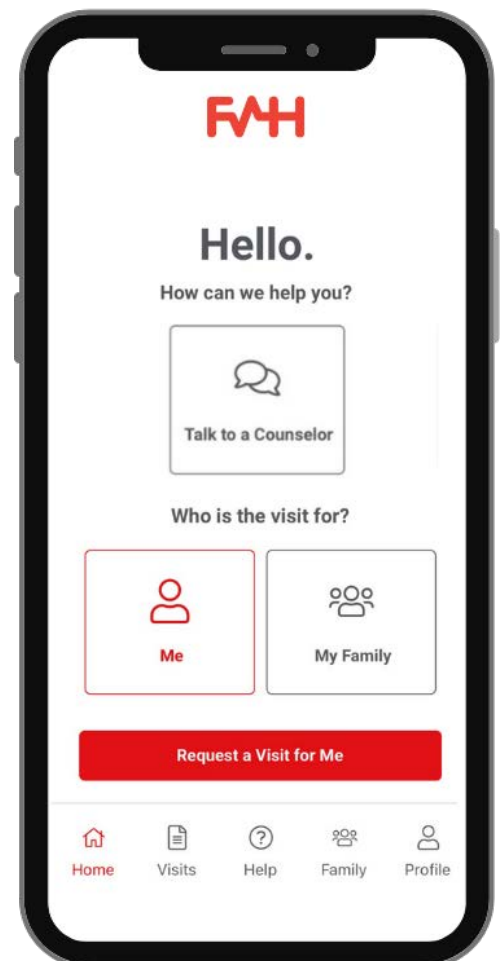 FAH
Hello.
How can we help you?
Talk to a Counselor
Who is the visit for?
Me
My Family
Request a Visit for Me
Home
Visits
Help
Family
Profile